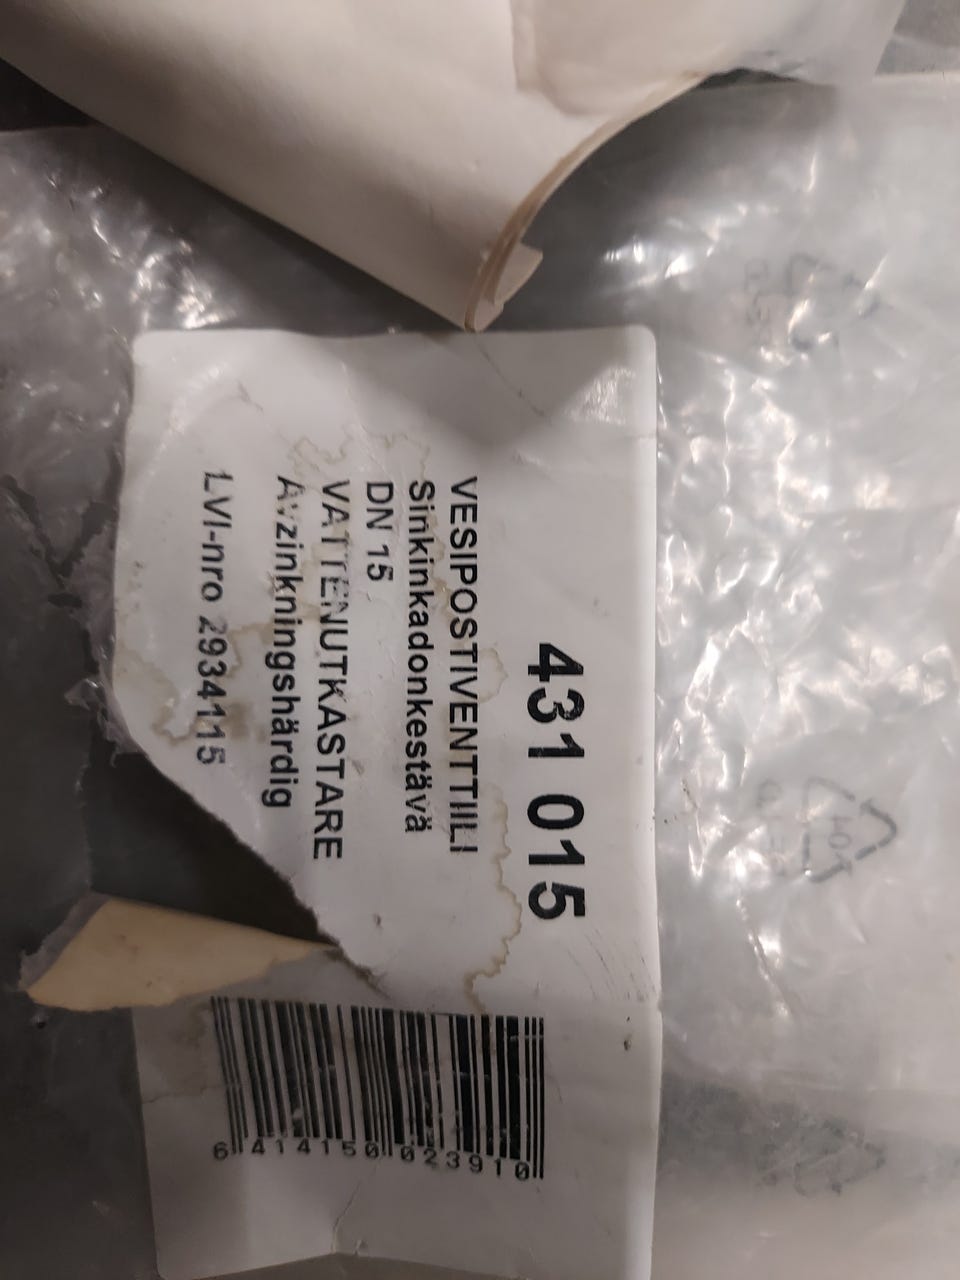 431 015
VESIPOSTIVENTTIILI
Sinkinkadonkestävä
DN 15
VATTENUTKASTARE
Avzinkningshärdig
LVI-nro 2934115
6 414150 023910